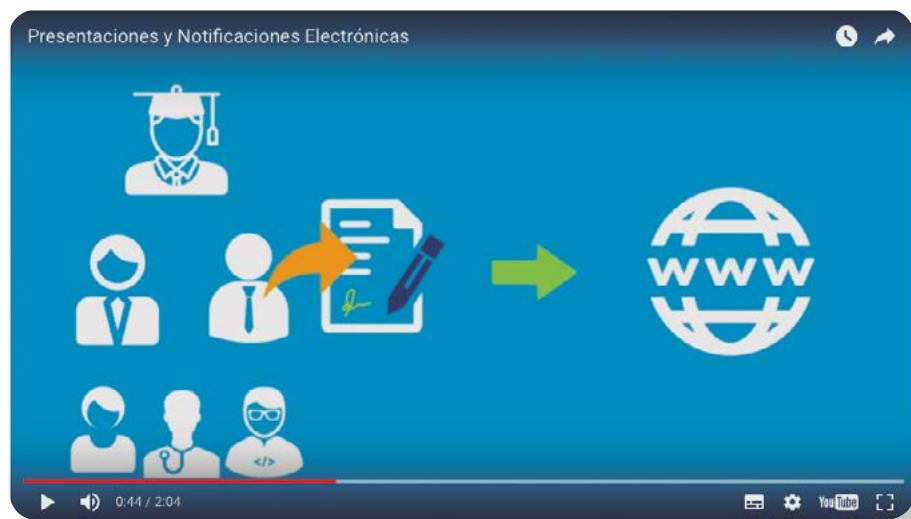 Presentaciones y Notificaciones Electrónicas
WWW
</>
0:44 / 2:04
YouTube